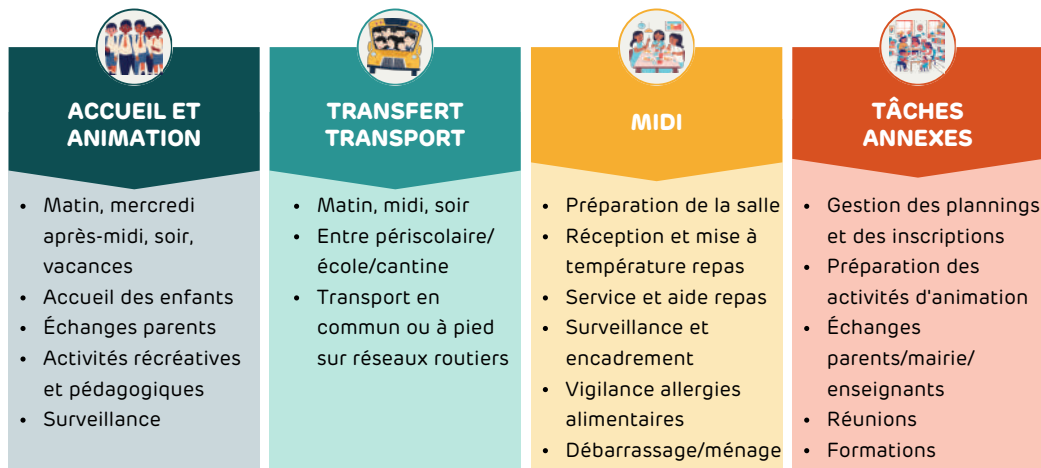 ACCUEIL ET
ANIMATION
• Matin, mercredi
après-midi, soir,
vacances
• Accueil des enfants
• Échanges parents
• Activités récréatives
et pédagogiques
• Surveillance
TRANSFERT
TRANSPORT
• Matin, midi, soir
• Entre périscolaire/
école/cantine
• Transport en
commun ou à pied
sur réseaux routiers
MIDI
• Préparation de la salle
• Réception et mise à
température repas
• Service et aide repas
• Surveillance et
encadrement
• Vigilance allergies
alimentaires
• Débarrassage/ménage
TÂCHES
ANNEXES
• Gestion des plannings
et des inscriptions
• Préparation des
activités d'animation
• Échanges
parents/mairie/
enseignants
• Réunions
• Formations